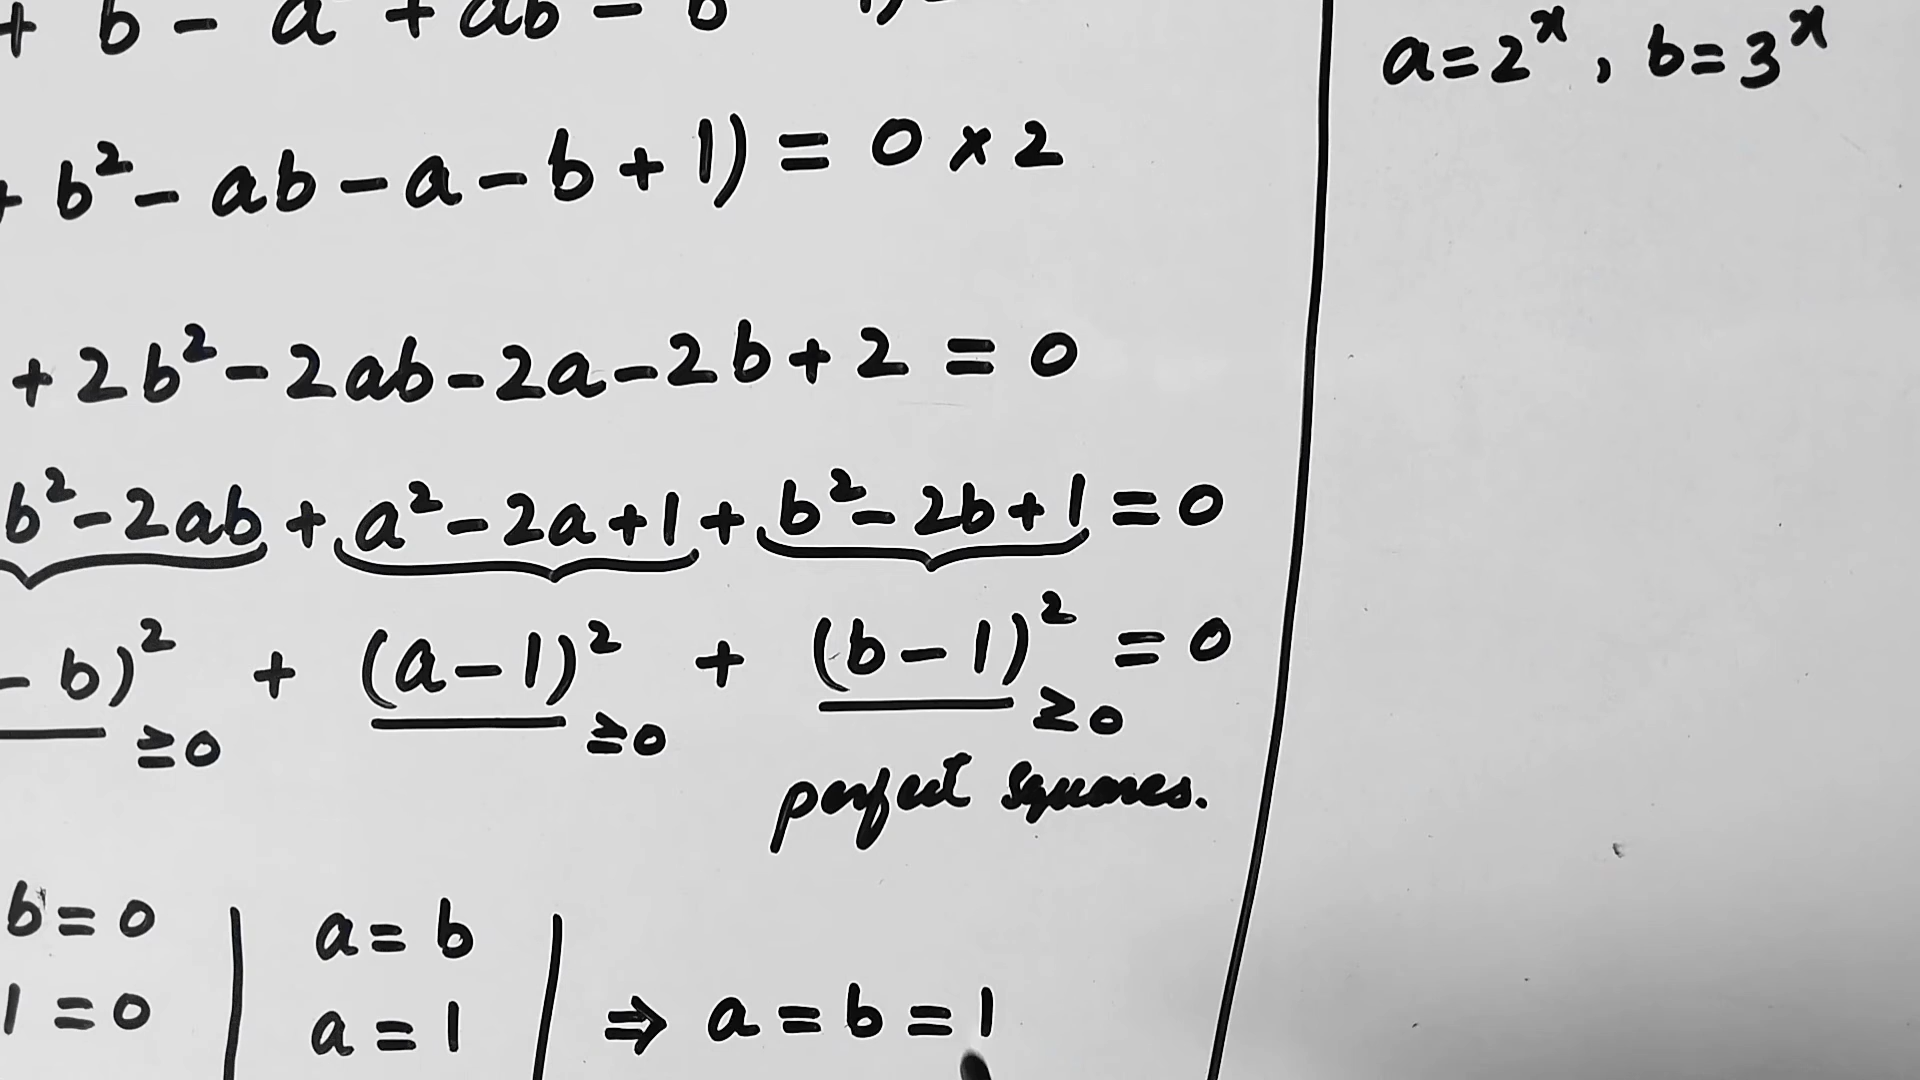 + b - a + ab - b
+ b² - ab - a - b + 1) = 0 × 2
+ 2b² - 2ab - 2a - 2b + 2 = 0
b² - 2ab + a² - 2a + 1 + b² - 2b + 1 = 0
- b)² + (a - 1)² + (b - 1)² = 0
≥0 ≥0 ≥0
perfect squares.
b = 0
1 = 0
a = b
a = 1
⇒ a = b = 1
a = 2ˣ, b = 3ˣ